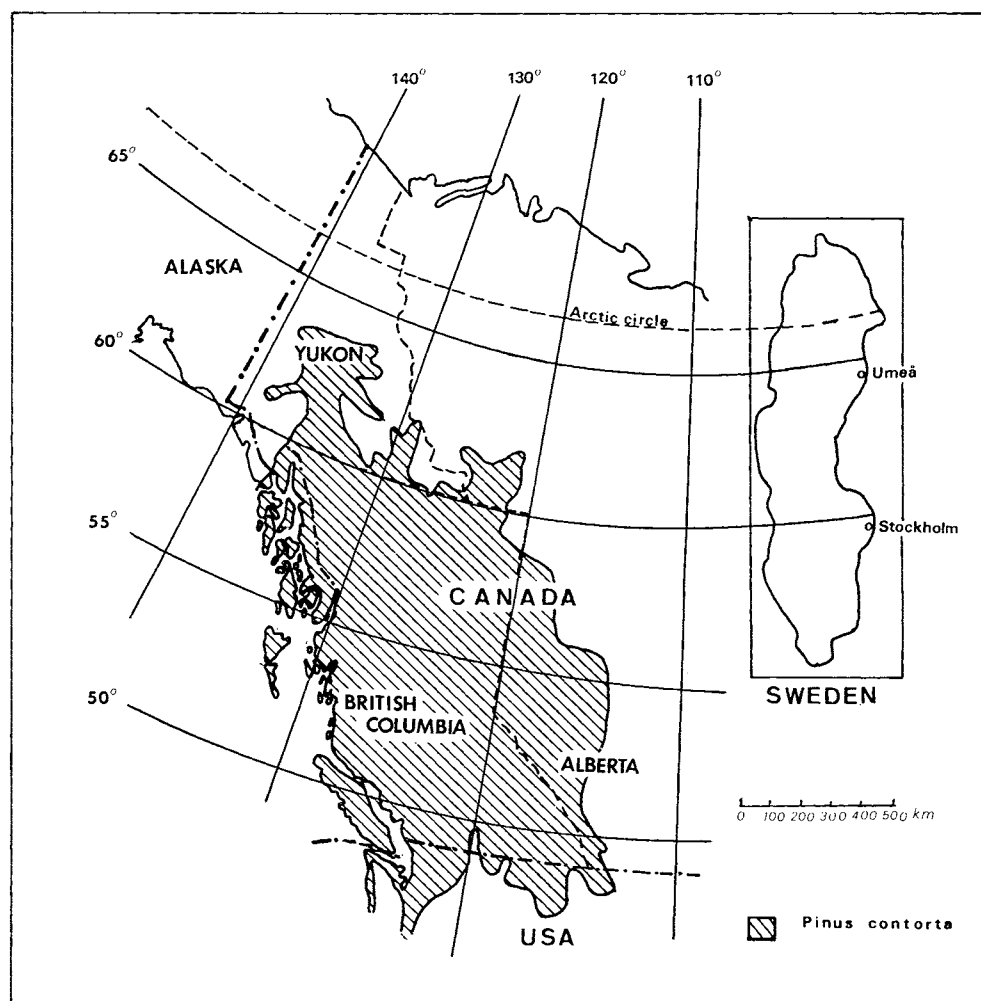 140°
130°
120°
110°
65°
ALASKA
Arctic circle
60°
YUKON
Umeå
55°
Stockholm
CANADA
SWEDEN
50°
BRITISH
COLUMBIA
ALBERTA
0 100 200 300 400 500 km
USA
Pinus contorta